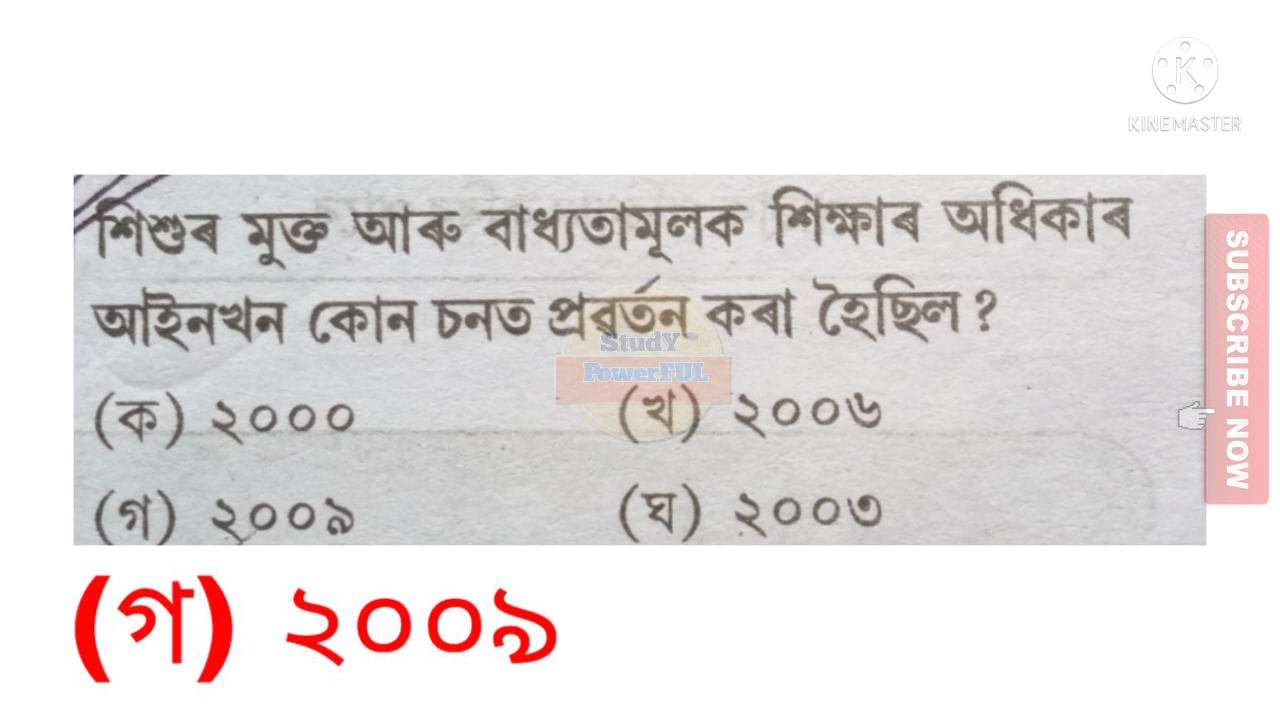 KINEMASTER
শিশুৰ মুক্ত আৰু বাধ্যতামূলক শিক্ষাৰ অধিকাৰ
আইনখন কোন চনত প্ৰৱৰ্তন কৰা হৈছিল ?
StudY
PowerFUL
(ক) ২০০০ (খ) ২০০৬
(গ) ২০০৯ (ঘ) ২০০৩
SUBSCRIBE NOW
(গ) ২০০৯